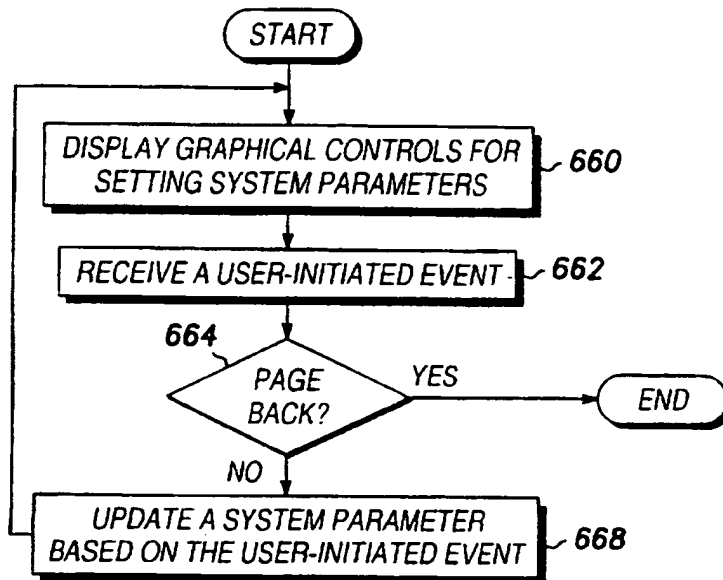 START
DISPLAY GRAPHICAL CONTROLS FOR
SETTING SYSTEM PARAMETERS
660
RECEIVE A USER-INITIATED EVENT
662
664
PAGE
BACK?
YES
END
NO
UPDATE A SYSTEM PARAMETER
BASED ON THE USER-INITIATED EVENT
668